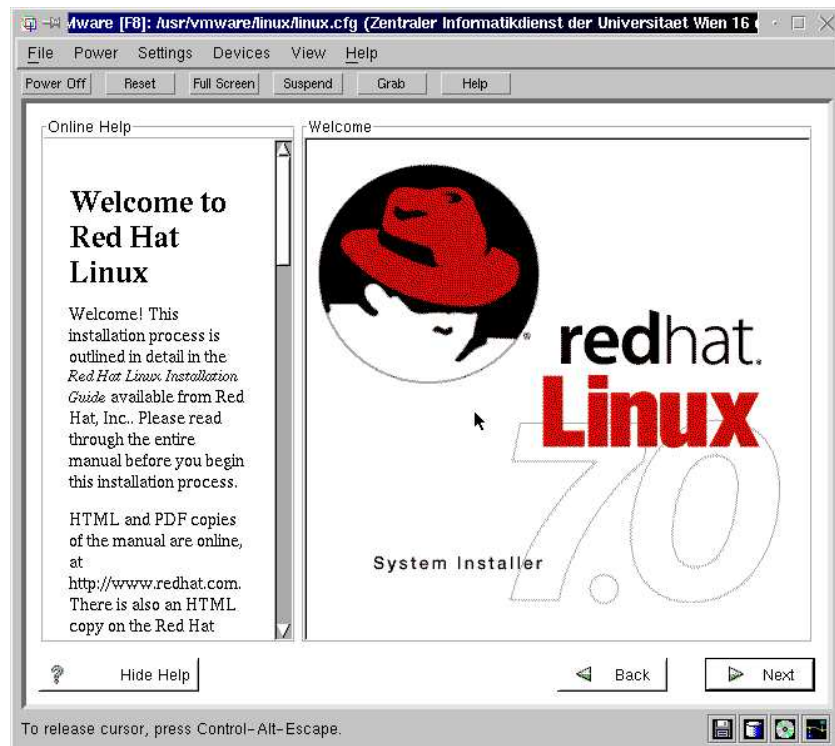 Mware [F8]: /usr/vmware/linux/linux.cfg (Zentraler Informatikdienst der Universitaet Wien 16
File Power Settings Devices View Help
Power Off Reset Full Screen Suspend Grab Help
Online Help
Welcome to
Red Hat
Linux
Welcome! This
installation process is
outlined in detail in the
Red Hat Linux Installation
Guide available from Red
Hat, Inc.. Please read
through the entire
manual before you begin
this installation process.
HTML and PDF copies
of the manual are online,
at
http://www.redhat.com.
There is also an HTML
copy on the Red Hat
Welcome
redhat.
Linux
7.0
System Installer
? Hide Help
Back
Next
To release cursor, press Control-Alt-Escape.